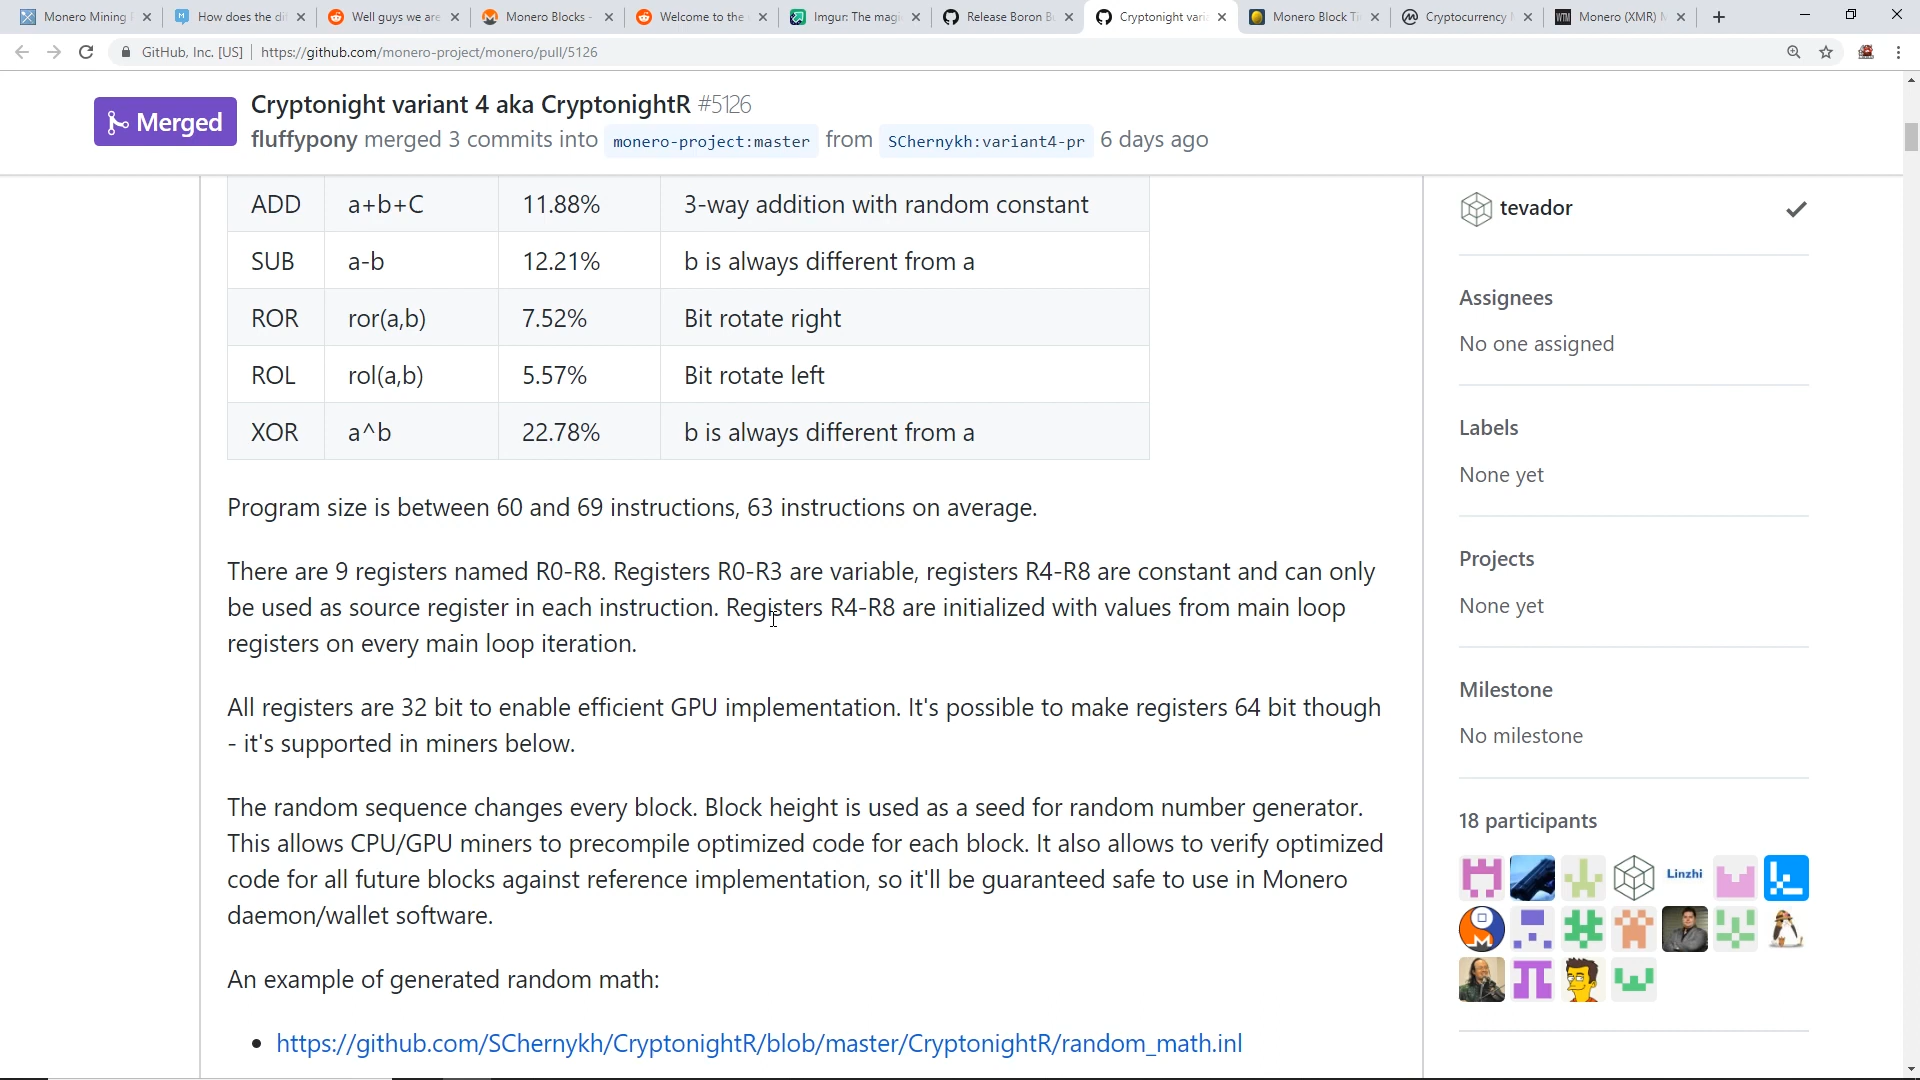 Monero Mining
How does the di
Well guys we are
Monero Blocks -
Welcome to the
Imgur: The magi
Release Boron B
Cryptonight vari
Monero Block Ti
Cryptocurrency
Monero (XMR)
GitHub, Inc. [US] | https://github.com/monero-project/monero/pull/5126
Merged
Cryptonight variant 4 aka CryptonightR #5126
fluffypony merged 3 commits into monero-project:master from SChernykh:variant4-pr 6 days ago
ADD a+b+C 11.88% 3-way addition with random constant
SUB a-b 12.21% b is always different from a
ROR ror(a,b) 7.52% Bit rotate right
ROL rol(a,b) 5.57% Bit rotate left
XOR a^b 22.78% b is always different from a
Program size is between 60 and 69 instructions, 63 instructions on average.
There are 9 registers named R0-R8. Registers R0-R3 are variable, registers R4-R8 are constant and can only
be used as source register in each instruction. Registers R4-R8 are initialized with values from main loop
registers on every main loop iteration.
All registers are 32 bit to enable efficient GPU implementation. It's possible to make registers 64 bit though
- it's supported in miners below.
The random sequence changes every block. Block height is used as a seed for random number generator.
This allows CPU/GPU miners to precompile optimized code for each block. It also allows to verify optimized
code for all future blocks against reference implementation, so it'll be guaranteed safe to use in Monero
daemon/wallet software.
An example of generated random math:
• https://github.com/SChernykh/CryptonightR/blob/master/CryptonightR/random_math.inl
tevador
Assignees
No one assigned
Labels
None yet
Projects
None yet
Milestone
No milestone
18 participants
Linzhi